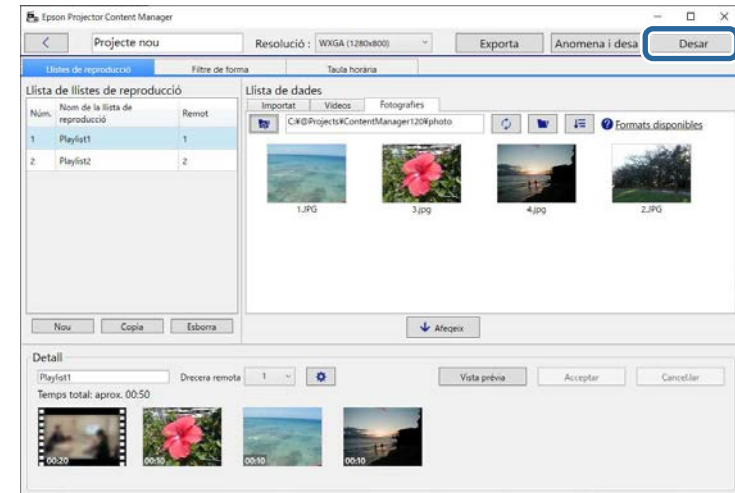 Epson Projector Content Manager
Projecte nou
Resolució :
WXGA (1280x800)
Exporta
Anomena i desa
Desar
Llistes de reproducció
Filtre de forma
Taula horària
Llista de llistes de reproducció
Núm.
Nom de la llista de
reproducció
Remot
1
Playlist1
1
2
Playlist2
2
Nou
Copia
Esborra
Llista de dades
Importat
Vídeos
Fotografies
C:¥@Projects¥ContentManager120¥photo
Formats disponibles
1.JPG
3.jpg
4.jpg
2.JPG
Afegeix
Detall
Playlist1
Drecera remota
1
Vista prèvia
Acceptar
Cancel.lar
Temps total: aprox. 00:50
00:20
00:10
00:10
00:10